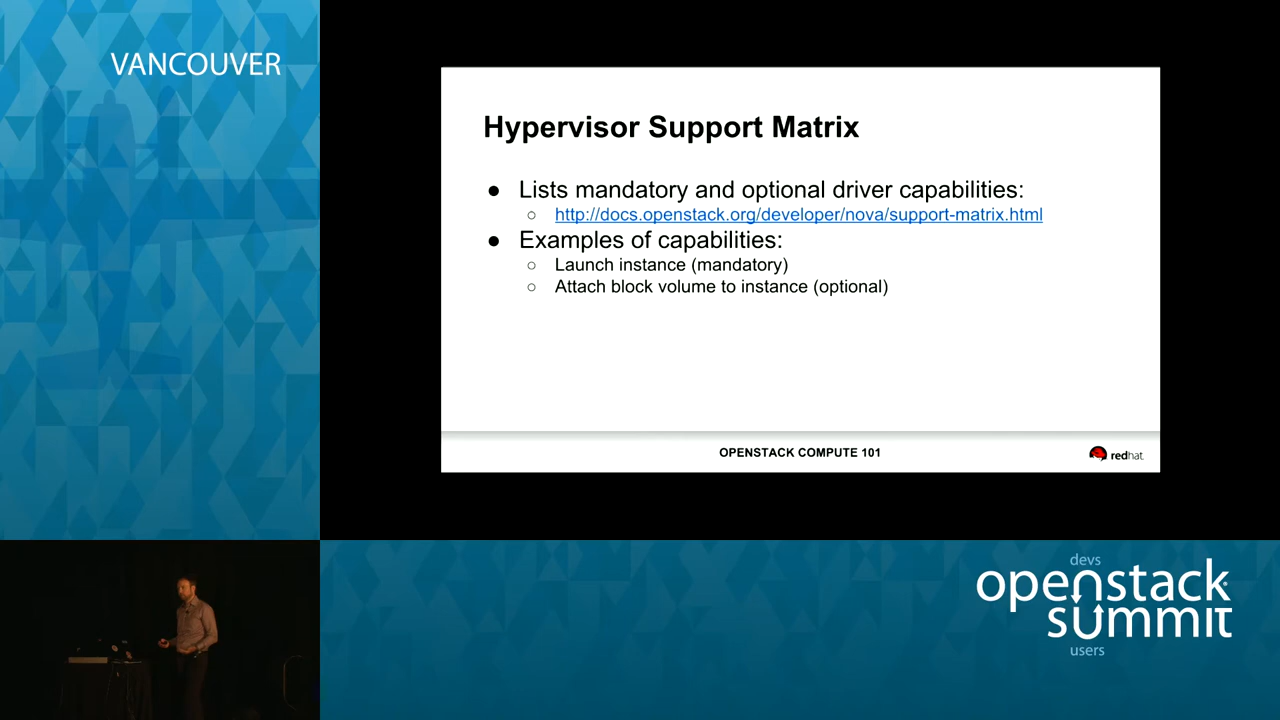 VANCOUVER
Hypervisor Support Matrix
● Lists mandatory and optional driver capabilities:
○ http://docs.openstack.org/developer/nova/support-matrix.html
● Examples of capabilities:
○ Launch instance (mandatory)
○ Attach block volume to instance (optional)
OPENSTACK COMPUTE 101
redhat
devs
openstack
summit
users